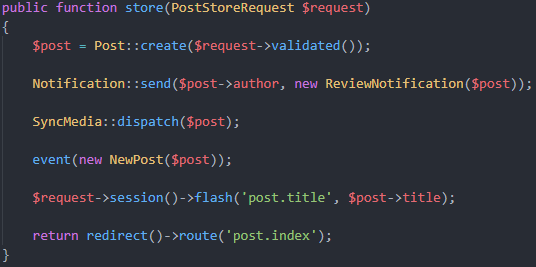 public function store(PostStoreRequest $request)
{
    $post = Post::create($request->validated());
    Notification::send($post->author, new ReviewNotification($post));
    SyncMedia::dispatch($post);
    event(new NewPost($post));
    $request->session()->flash('post.title', $post->title);
    return redirect()->route('post.index');
}